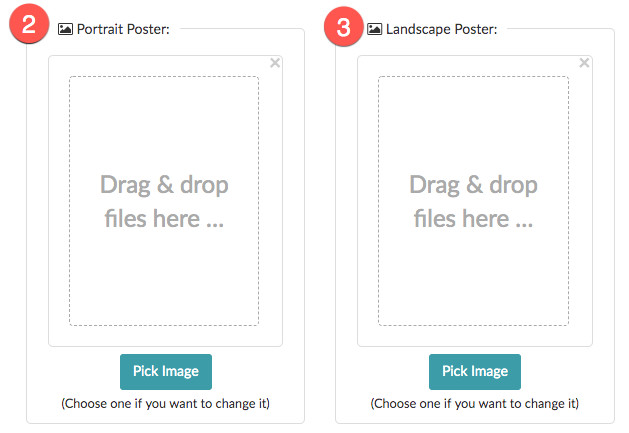 2 Portrait Poster:
×
Drag & drop
files here ...
Pick Image
(Choose one if you want to change it)
3 Landscape Poster:
×
Drag & drop
files here ...
Pick Image
(Choose one if you want to change it)